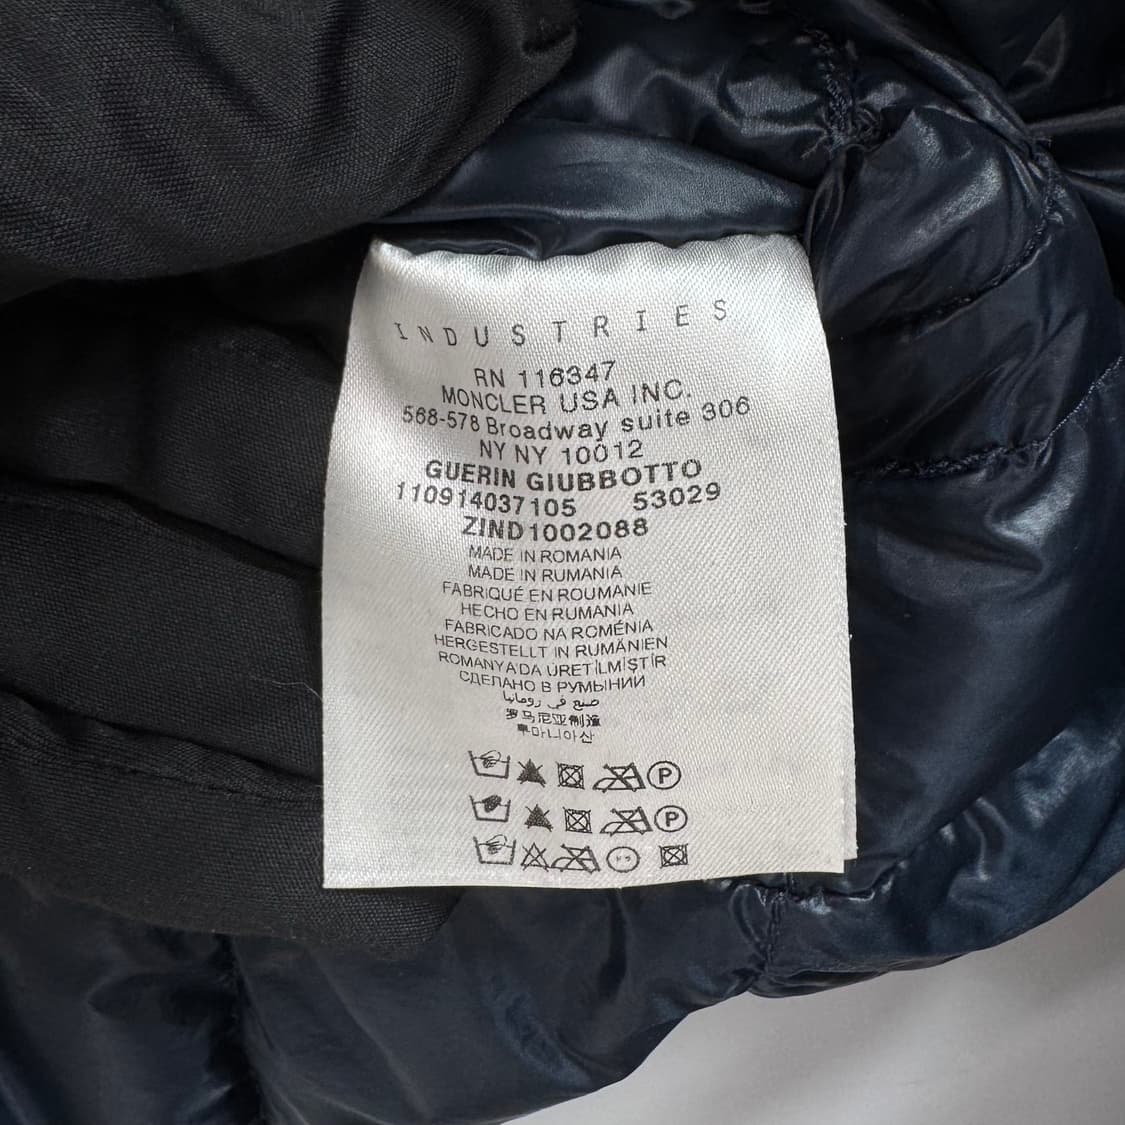 INDUSTRIES
RN 116347
MONCLER USA INC.
568-578 Broadway suite 306
NY NY 10012
GUERIN GIUBBOTTO
110914037105 53029
ZIND1002088
MADE IN ROMANIA
MADE IN RUMANIA
FABRIQUÉ EN ROUMANIE
HECHO EN RUMANIA
FABRICADO NA ROMÉNIA
HERGESTELLT IN RUMÄNIEN
ROMANYA'DA ÜRETİLMİŞTİR
СДЕЛАНО В РУМЫНИИ
صنع في رومانيا
罗马尼亚制造
루마니아산
P
P